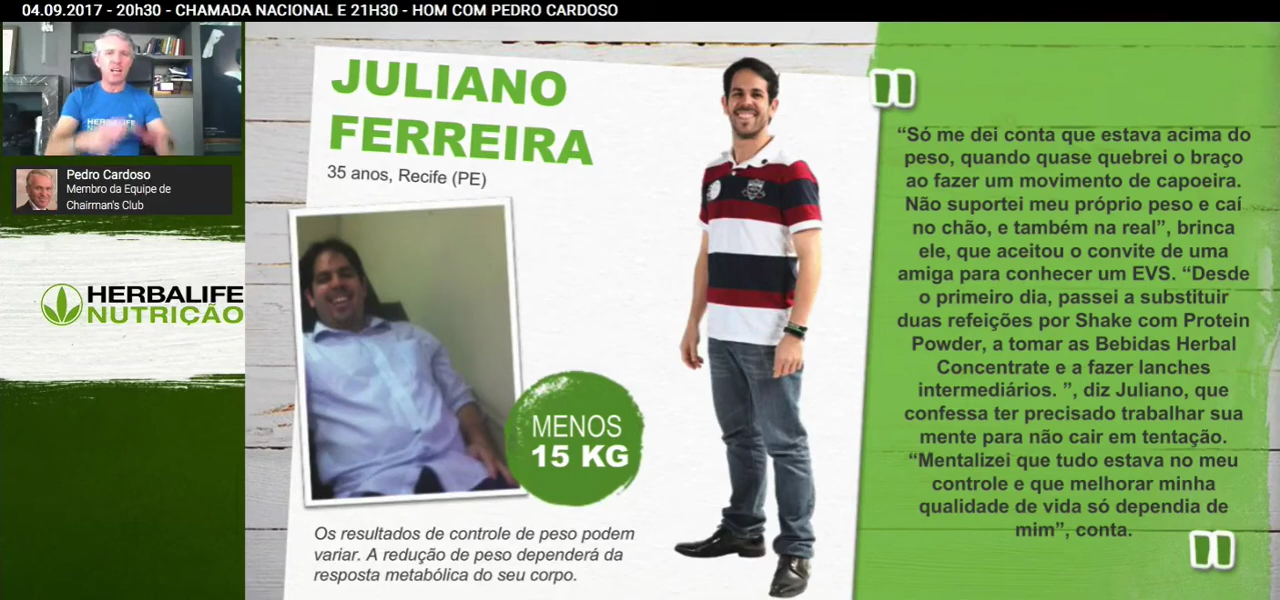 04.09.2017 - 20h30 - CHAMADA NACIONAL E 21H30 - HOM COM PEDRO CARDOSO
HERBALIFE
Pedro Cardoso
Membro da Equipe de
Chairman's Club
HERBALIFE
NUTRIÇÃO
JULIANO
FERREIRA
35 anos, Recife (PE)
MENOS
15 KG
Os resultados de controle de peso podem
variar. A redução de peso dependerá da
resposta metabólica do seu corpo.
“Só me dei conta que estava acima do
peso, quando quase quebrei o braço
ao fazer um movimento de capoeira.
Não suportei meu próprio peso e caí
no chão, e também na real”, brinca
ele, que aceitou o convite de uma
amiga para conhecer um EVS. “Desde
o primeiro dia, passei a substituir
duas refeições por Shake com Protein
Powder, a tomar as Bebidas Herbal
Concentrate e a fazer lanches
intermediários. ”, diz Juliano, que
confessa ter precisado trabalhar sua
mente para não cair em tentação.
“Mentalizei que tudo estava no meu
controle e que melhorar minha
qualidade de vida só dependia de
mim”, conta.